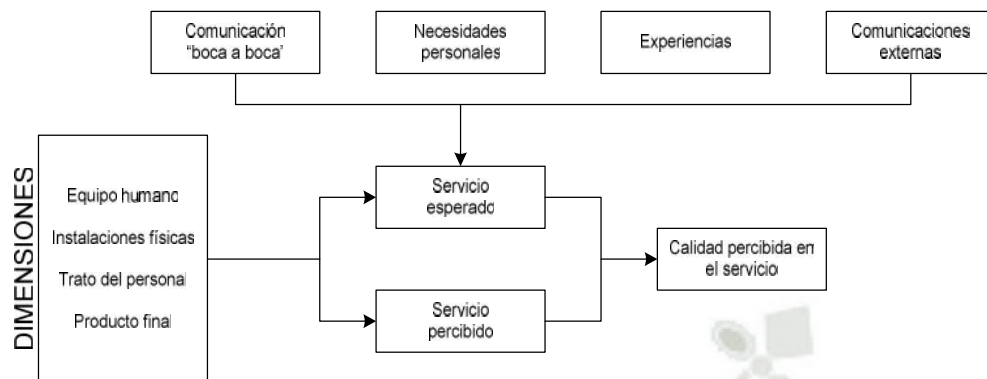 Comunicación
“boca a boca”
Necesidades
personales
Experiencias
Comunicaciones
externas
DIMENSIONES
Equipo humano
Instalaciones físicas
Trato del personal
Producto final
Servicio
esperado
Servicio
percibido
Calidad percibida en
el servicio